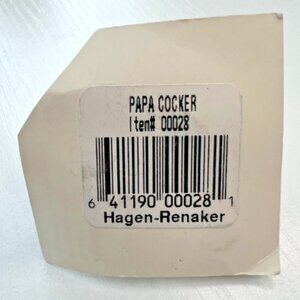 PAPA COCKER
Item# 00028
6 41190 00028 1
Hagen-Renaker